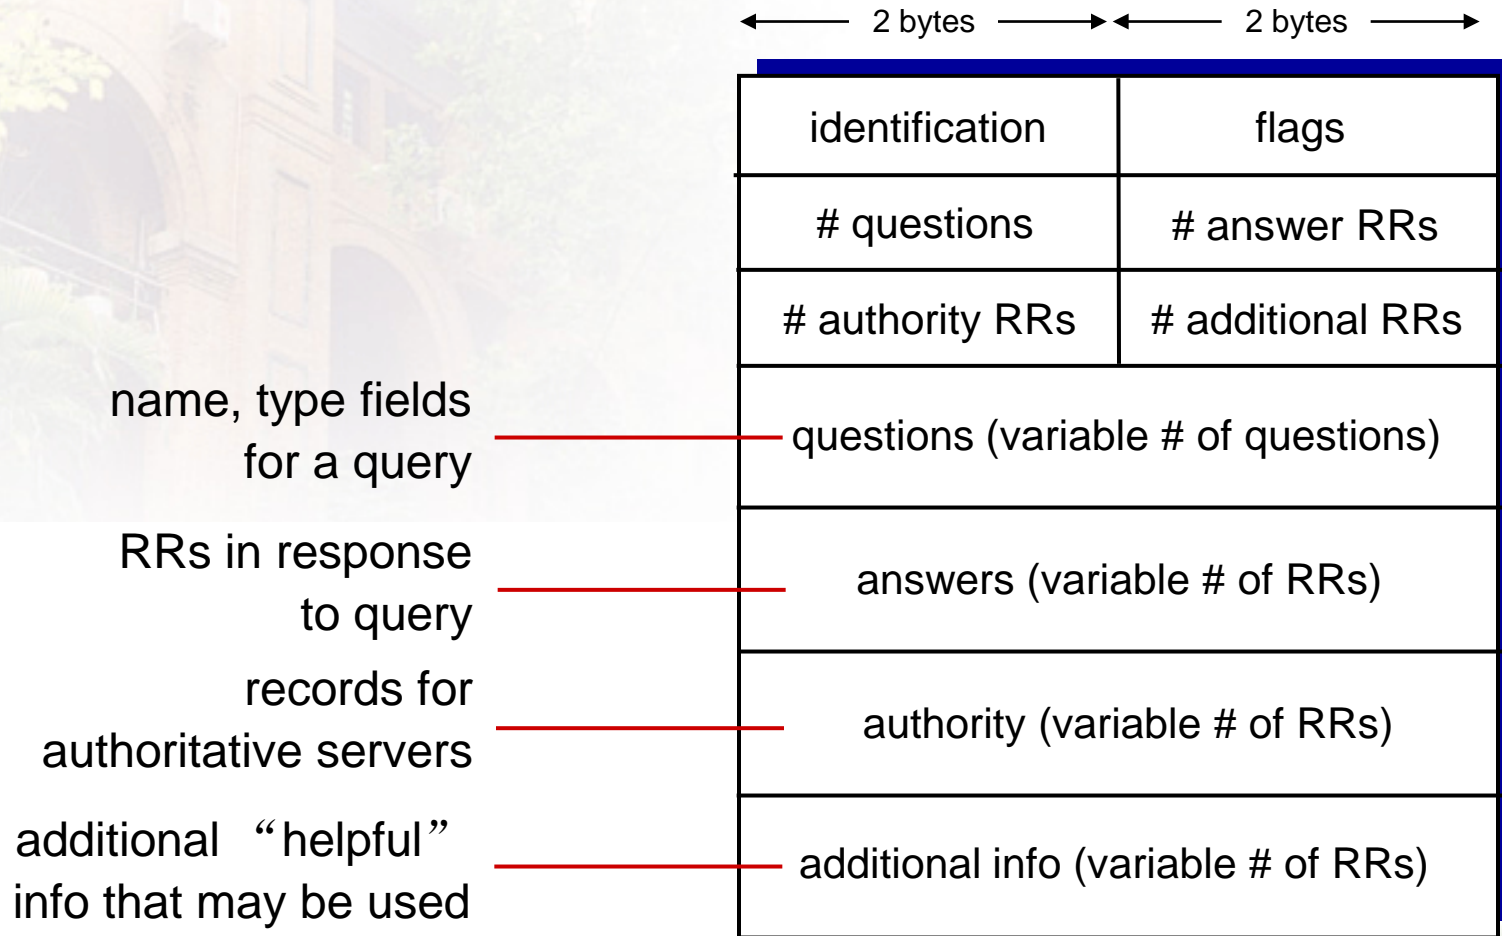 2 bytes 2 bytes
identification flags
# questions # answer RRs
# authority RRs # additional RRs
name, type fields
for a query
questions (variable # of questions)
RRs in response
to query
answers (variable # of RRs)
records for
authoritative servers
authority (variable # of RRs)
additional “helpful”
info that may be used
additional info (variable # of RRs)